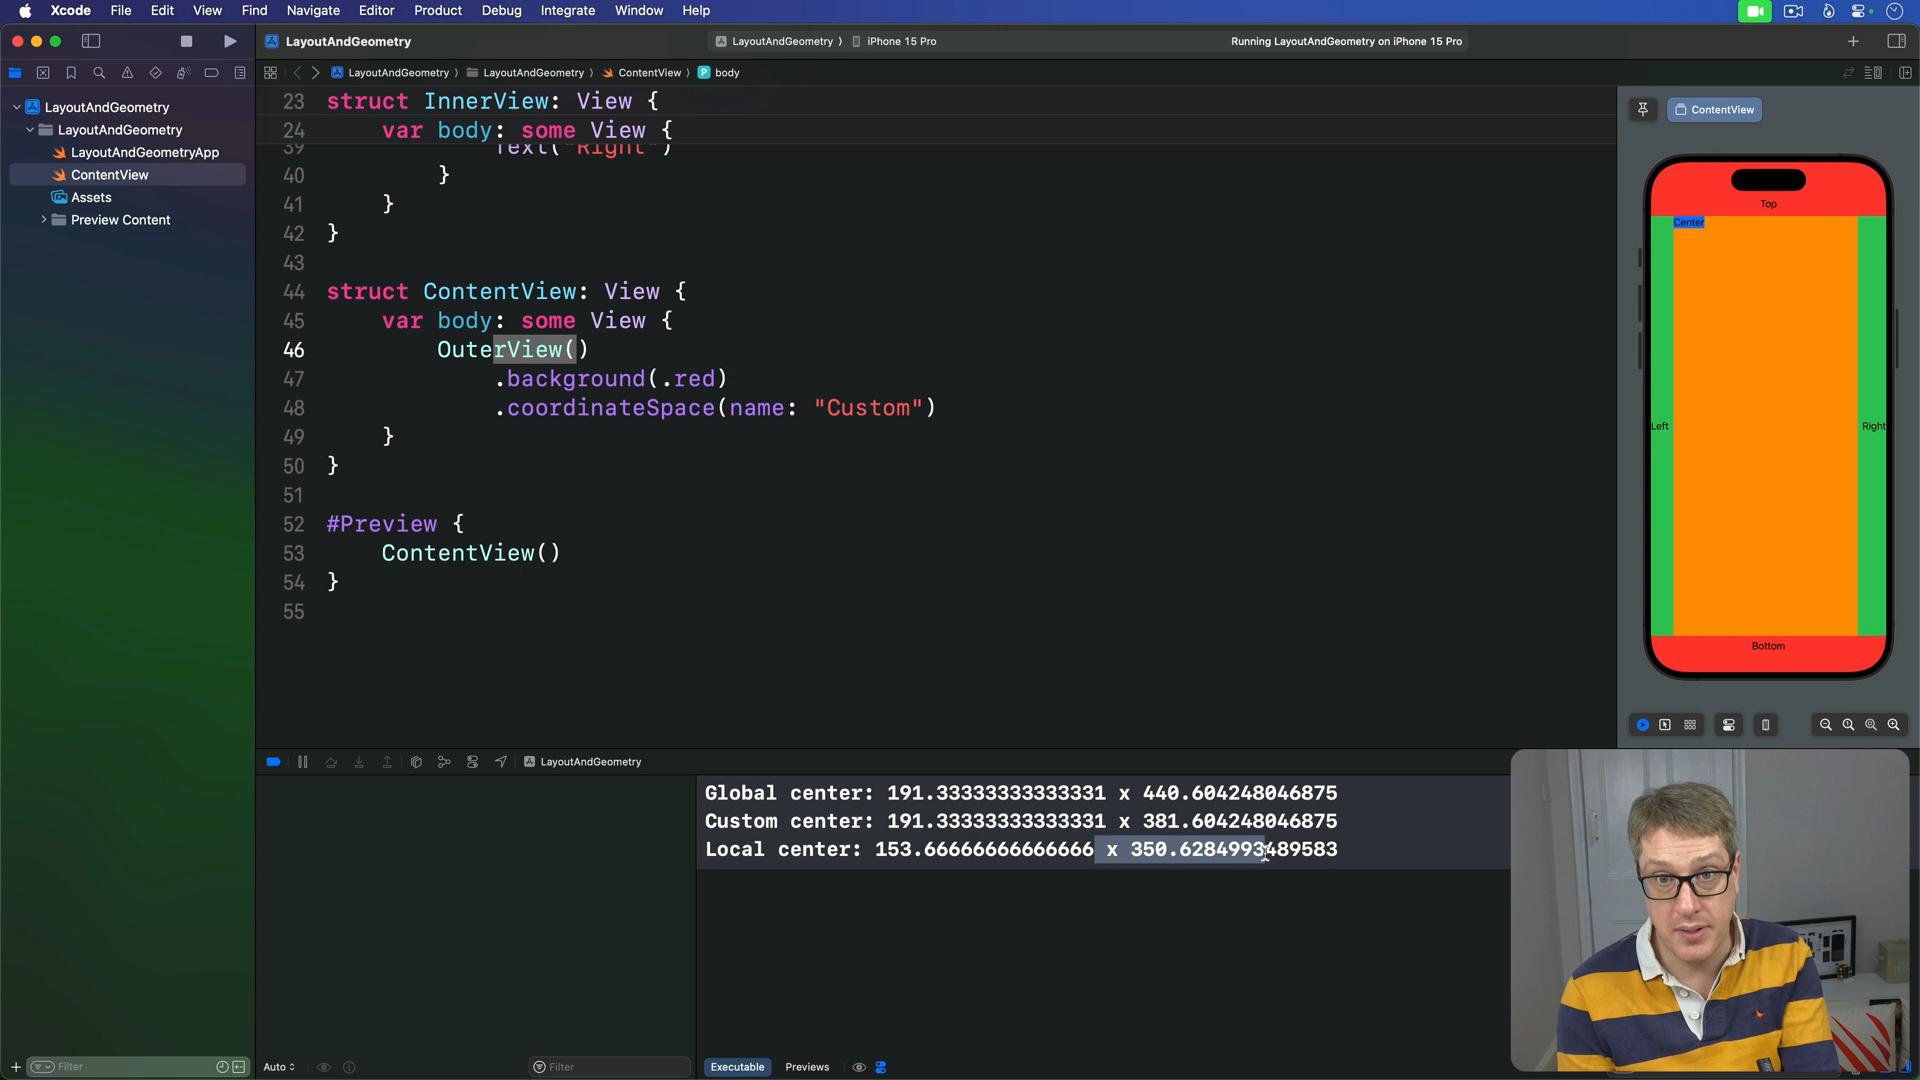 Xcode File Edit View Find Navigate Editor Product Debug Integrate Window Help
LayoutAndGeometry
LayoutAndGeometry iPhone 15 Pro
Running LayoutAndGeometry on iPhone 15 Pro
LayoutAndGeometry LayoutAndGeometry ContentView P body
LayoutAndGeometry
LayoutAndGeometry
LayoutAndGeometryApp
ContentView
Assets
Preview Content
23 struct InnerView: View {
24 var body: some View {
39 Text("Right")
40 }
41 }
42 }
43
44 struct ContentView: View {
45 var body: some View {
46 OuterView()
47 .background(.red)
48 .coordinateSpace(name: "Custom")
49 }
50 }
51
52 #Preview {
53 ContentView()
54 }
55
ContentView
Top
Center
Left
Right
Bottom
LayoutAndGeometry
Global center: 191.33333333333331 x 440.604248046875
Custom center: 191.33333333333331 x 381.604248046875
Local center: 153.66666666666666 x 350.6284993489583
Filter
Auto
Filter
Executable Previews